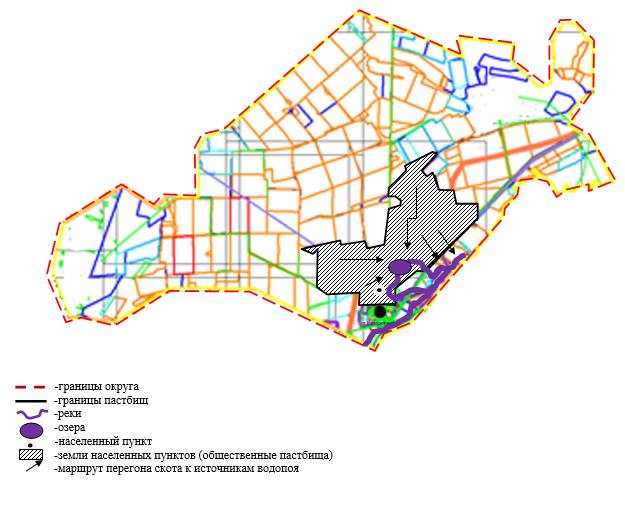 -границы округа
-границы пастбищ
-реки
-озера
-населенный пункт
-земли населенных пунктов (общественные пастбища)
-маршрут перегона скота к источникам водопоя